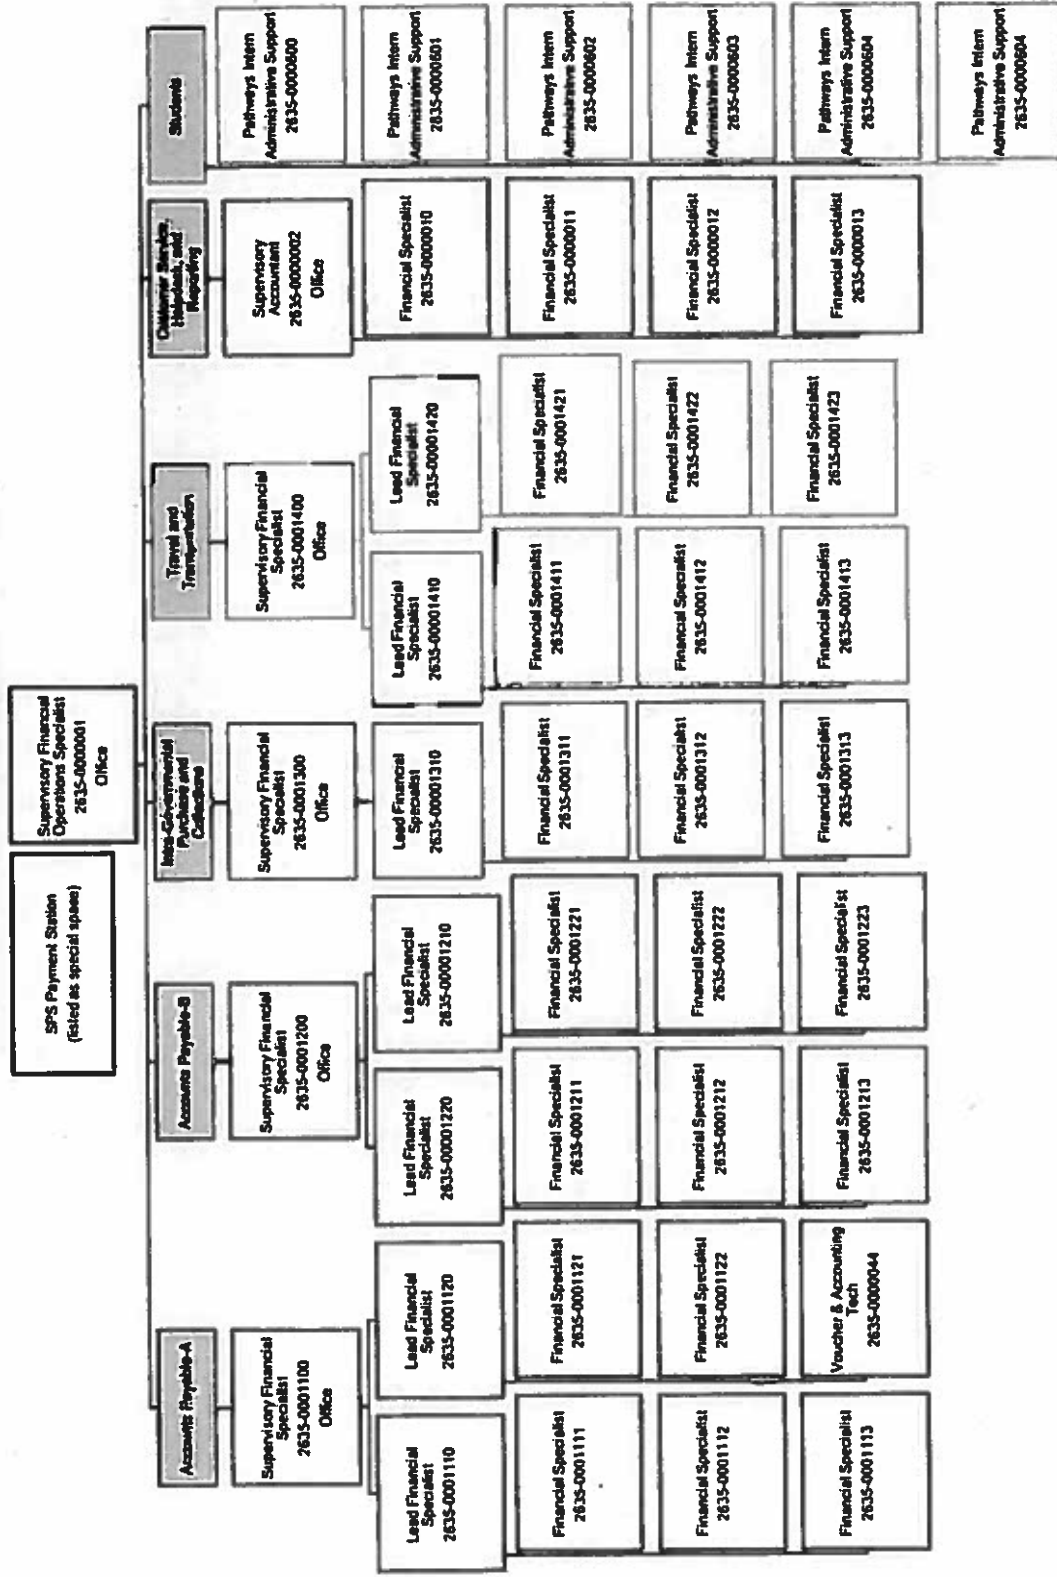 SPS Payment Station
(listed as special space)
Supervisory Financial
Operations Specialist
2635-0000001
Office
Accounts Payable-A
Supervisory Financial
Specialist
2635-0001100
Office
Lead Financial
Specialist
2635-0001110
Financial Specialist
2635-0001111
Financial Specialist
2635-0001112
Financial Specialist
2635-0001113
Lead Financial
Specialist
2635-0001120
Financial Specialist
2635-0001121
Financial Specialist
2635-0001122
Voucher & Accounting
Tech
2635-0000044
Accounts Payable-B
Supervisory Financial
Specialist
2635-0001200
Office
Lead Financial
Specialist
2635-00001220
Financial Specialist
2635-0001211
Financial Specialist
2635-0001212
Financial Specialist
2635-0001213
Lead Financial
Specialist
2635-00001210
Financial Specialist
2635-0001221
Financial Specialist
2635-0001222
Financial Specialist
2635-0001223
Intra-Governmental
Purchase and
Collections
Supervisory Financial
Specialist
2635-0001300
Office
Lead Financial
Specialist
2635-00001310
Financial Specialist
2635-0001311
Financial Specialist
2635-0001312
Financial Specialist
2635-0001313
Travel and
Transportation
Supervisory Financial
Specialist
2635-0001400
Office
Lead Financial
Specialist
2635-00001410
Financial Specialist
2635-0001411
Financial Specialist
2635-0001412
Financial Specialist
2635-0001413
Lead Financial
Specialist
2635-00001420
Financial Specialist
2635-0001421
Financial Specialist
2635-0001422
Financial Specialist
2635-0001423
Customer Service,
Helpdesk, and
Reporting
Supervisory
Accountant
2635-0000002
Office
Financial Specialist
2635-0000010
Financial Specialist
2635-0000011
Financial Specialist
2635-0000012
Financial Specialist
2635-0000013
Students
Pathways Intern
Administrative Support
2635-0000600
Pathways Intern
Administrative Support
2635-0000601
Pathways Intern
Administrative Support
2635-0000602
Pathways Intern
Administrative Support
2635-0000603
Pathways Intern
Administrative Support
2635-0000604
Pathways Intern
Administrative Support
2635-0000604